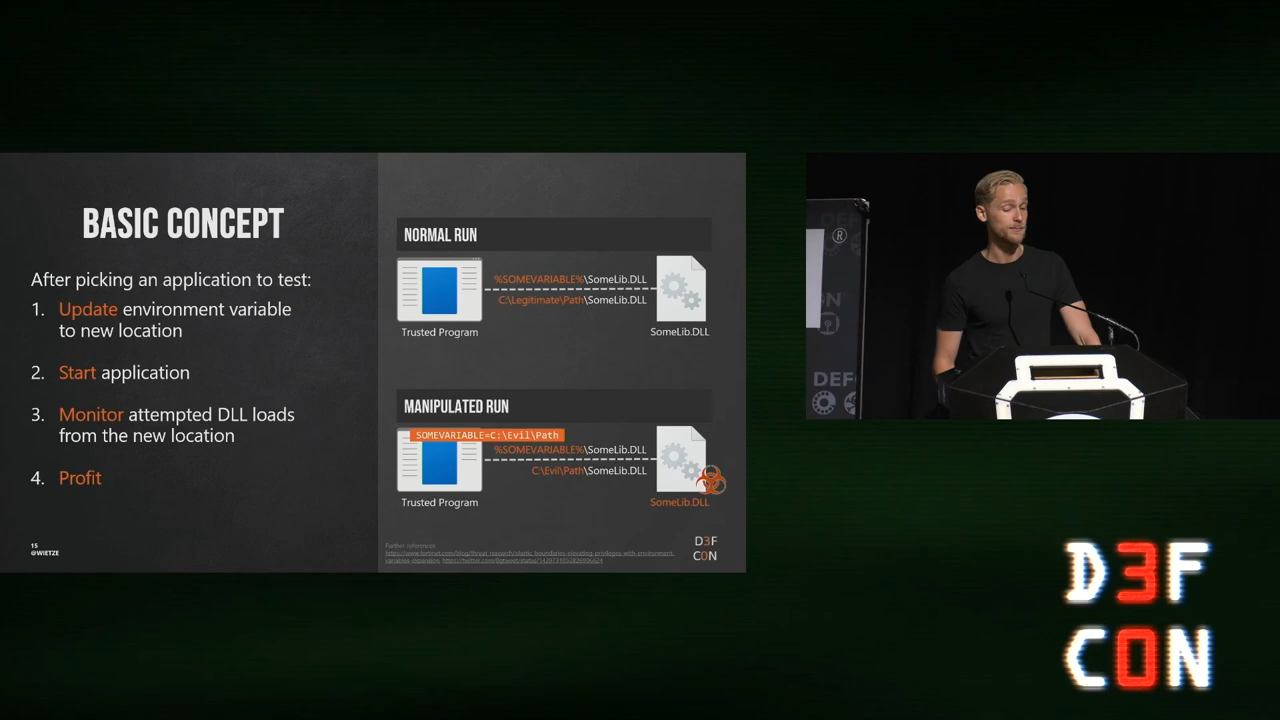 BASIC CONCEPT
After picking an application to test:
1. Update environment variable
to new location
2. Start application
3. Monitor attempted DLL loads
from the new location
4. Profit
15
@WIETZE
NORMAL RUN
%SOMEVARIABLE%\SomeLib.DLL
C:\Legitimate\Path\SomeLib.DLL
Trusted Program
SomeLib.DLL
MANIPULATED RUN
SOMEVARIABLE=C:\Evil\Path
%SOMEVARIABLE%\SomeLib.DLL
C:\Evil\Path\SomeLib.DLL
Trusted Program
SomeLib.DLL
Further references:
D3F
C0N
®
DEF
D3F
C0N